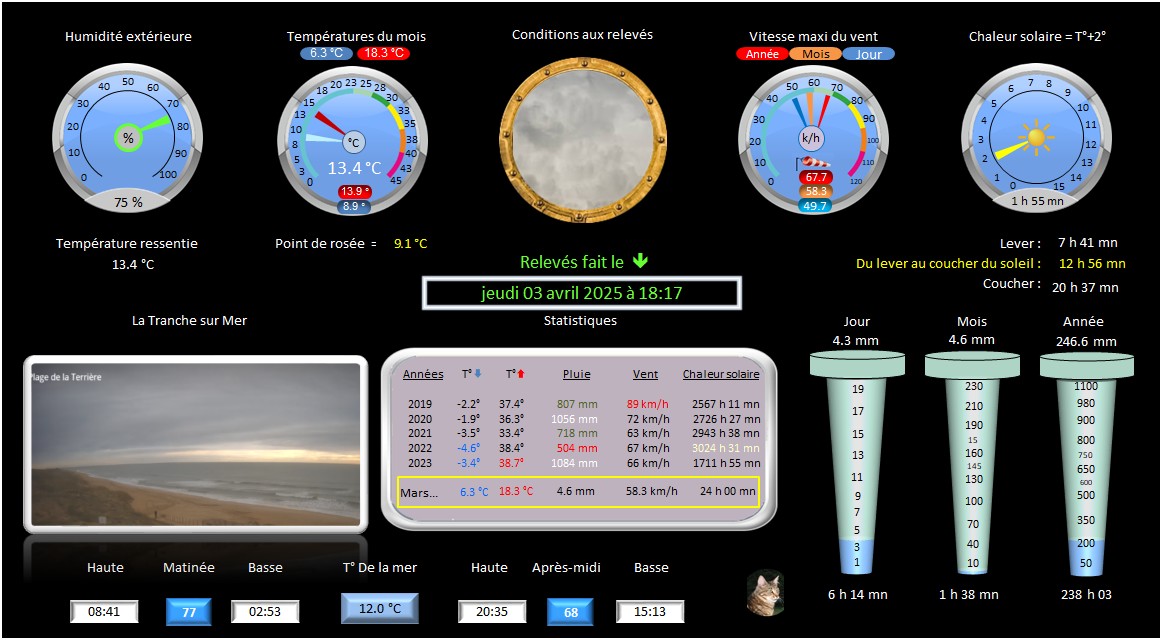 Humidité extérieure
Températures du mois
6.3 °C 18.3 °C
Conditions aux relevés
Vitesse maxi du vent
Année Mois Jour
Chaleur solaire = T°+2°
0 10 20 30 40 50 60 70 80 90 100
%
75 %
0 3 5 8 10 13 15 18 20 23 25 28 30 33 35 38 40 43 45
°C
13.4 °C
13.9 °
8.9 °
0 10 20 30 40 50 60 70 80 90 100 110 120
k/h
67.7
58.3
49.7
0 1 2 3 4 5 6 7 8 9 10 11 12 13 14 15
1 h 55 mn
Température ressentie
13.4 °C
Point de rosée = 9.1 °C
Lever : 7 h 41 mn
Du lever au coucher du soleil : 12 h 56 mn
Coucher : 20 h 37 mn
Relevés fait le
jeudi 03 avril 2025 à 18:17
La Tranche sur Mer
Plage de la Terrière
Statistiques
Années T° T° Pluie Vent Chaleur solaire
2019 -2.2° 37.4° 807 mm 89 km/h 2567 h 11 mn
2020 -1.9° 36.3° 1056 mm 72 km/h 2726 h 27 mn
2021 -3.5° 33.4° 718 mm 63 km/h 2943 h 38 mn
2022 -4.6° 38.4° 504 mm 67 km/h 3024 h 31 mn
2023 -3.4° 38.7° 1084 mm 66 km/h 1711 h 55 mn
Mars... 6.3 °C 18.3 °C 4.6 mm 58.3 km/h 24 h 00 mn
Jour
4.3 mm
19
17
15
13
11
9
7
5
3
1
6 h 14 mn
Mois
4.6 mm
230
210
190
15
160
145
130
100
70
40
10
1 h 38 mn
Année
246.6 mm
1100
980
900
800
750
650
600
500
350
200
50
238 h 03
Haute Matinée Basse T° De la mer Haute Après-midi Basse
08:41 77 02:53 12.0 °C 20:35 68 15:13